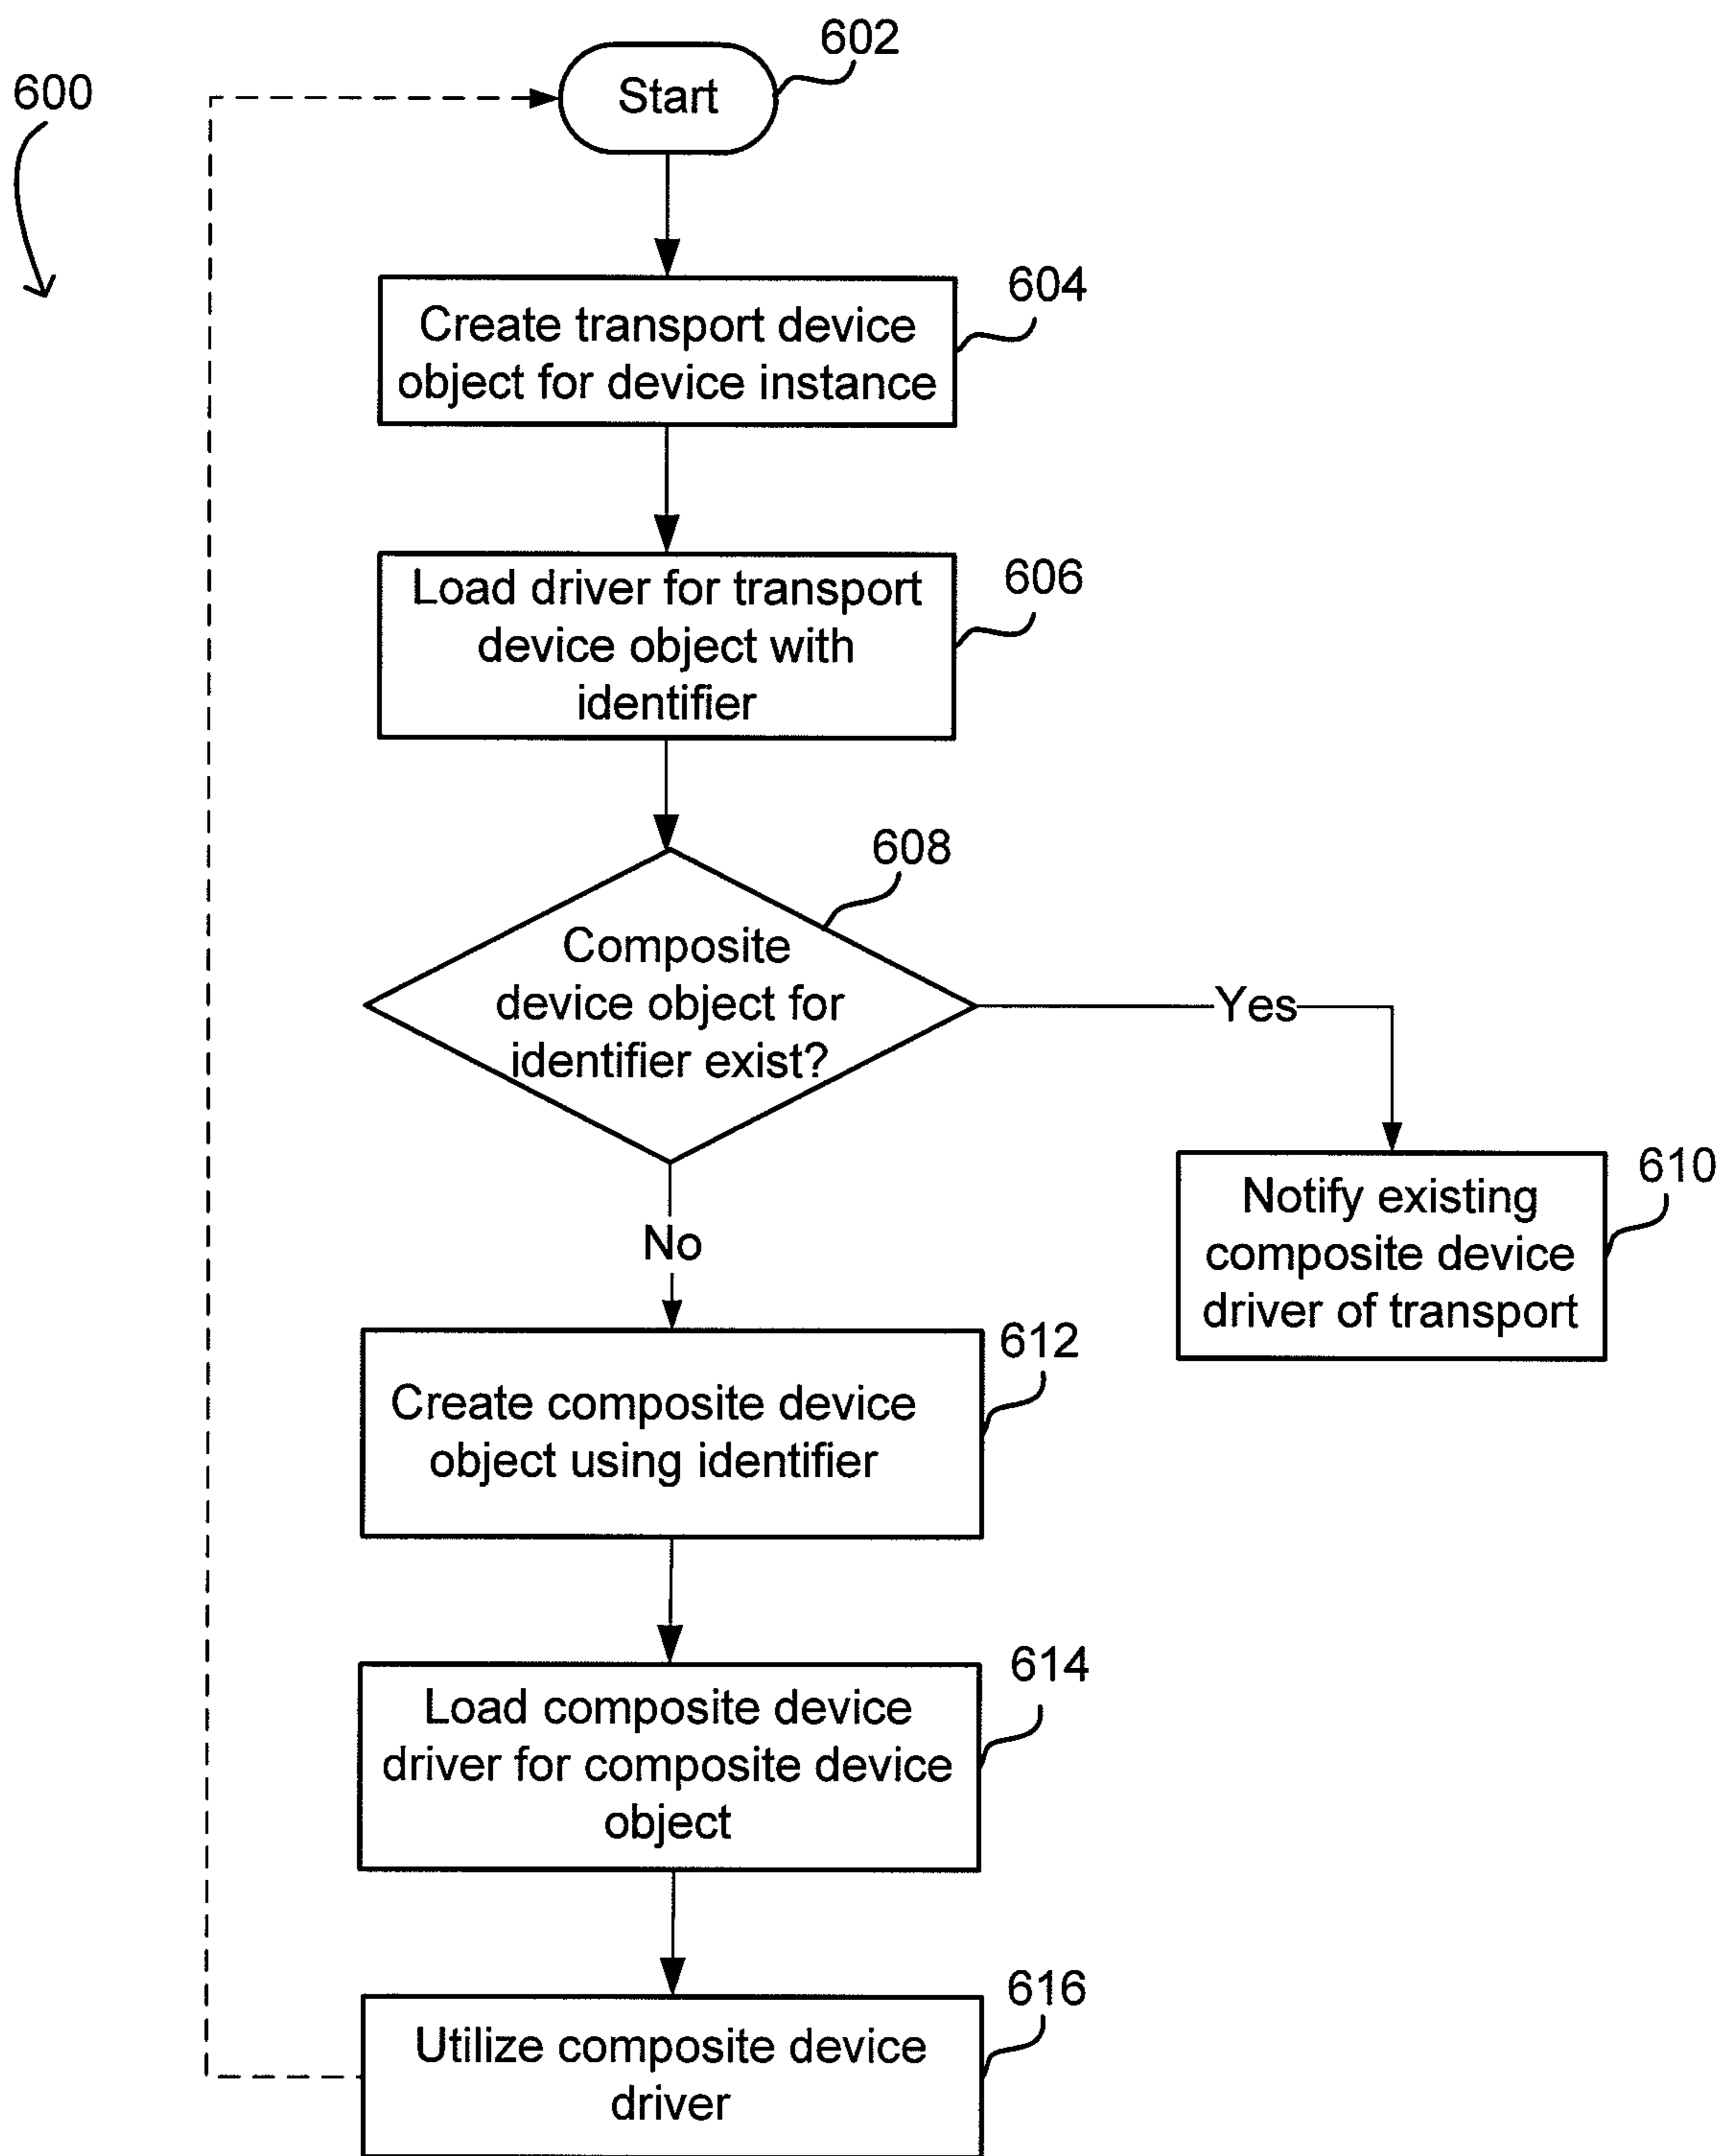 602
600
Start
604
Create transport device
object for device instance
606
Load driver for transport
device object with
identifier
608
Composite
device object for
identifier exist?
Yes
610
Notify existing
composite device
driver of transport
No
612
Create composite device
object using identifier
614
Load composite device
driver for composite device
object
616
Utilize composite device
driver